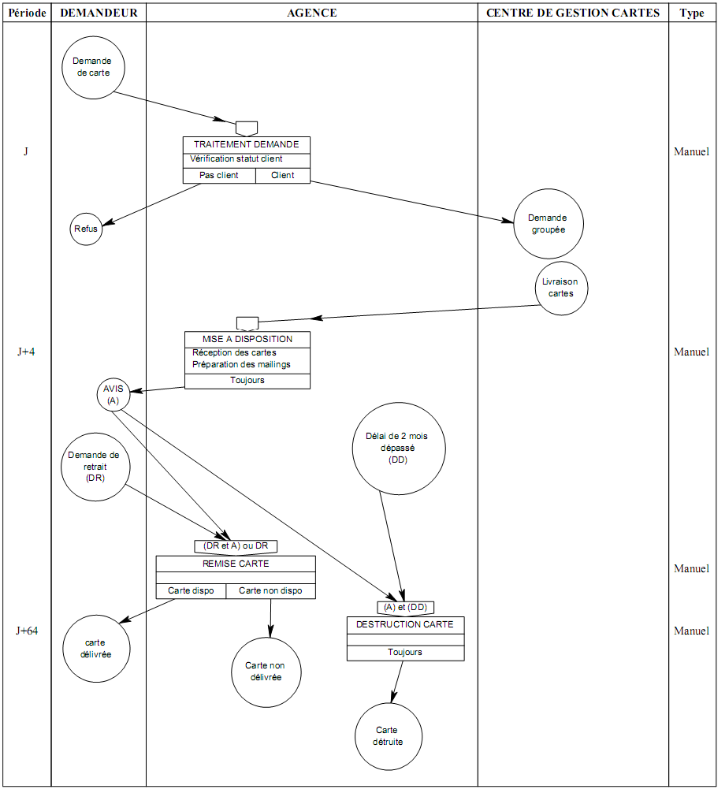 Période DEMANDEUR AGENCE CENTRE DE GESTION CARTES Type
Demande
de carte
TRAITEMENT DEMANDE
Vérification statut client
Pas client Client
J
Manuel
Refus
Demande
groupée
Livraison
cartes
MISE A DISPOSITION
Réception des cartes
Préparation des mailings
Toujours
J+4
Manuel
AVIS
(A)
Délai de 2 mois
dépassé
(DD)
Demande de
retrait
(DR)
(DR et A) ou DR
REMISE CARTE
Carte dispo Carte non dispo
Manuel
(A) et (DD)
DESTRUCTION CARTE
Toujours
J+64
Manuel
carte
délivrée
Carte non
délivrée
Carte
détruite